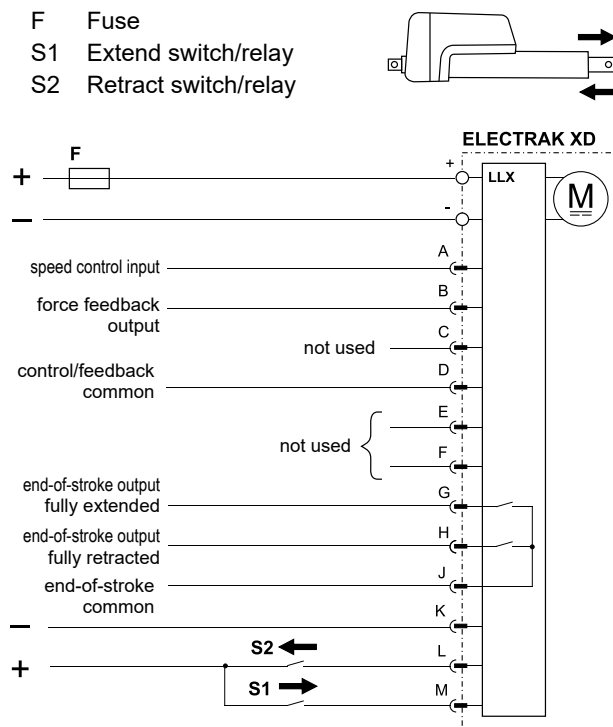 F Fuse
S1 Extend switch/relay
S2 Retract switch/relay
ELECTRAK XD
F
+
+
LLX
M
–
-
A
speed control input
B
force feedback
output
C
not used
D
control/feedback
common
E
not used
F
end-of-stroke output
fully extended
G
end-of-stroke output
fully retracted
H
end-of-stroke
common
J
K
–
S2
L
+
S1
M